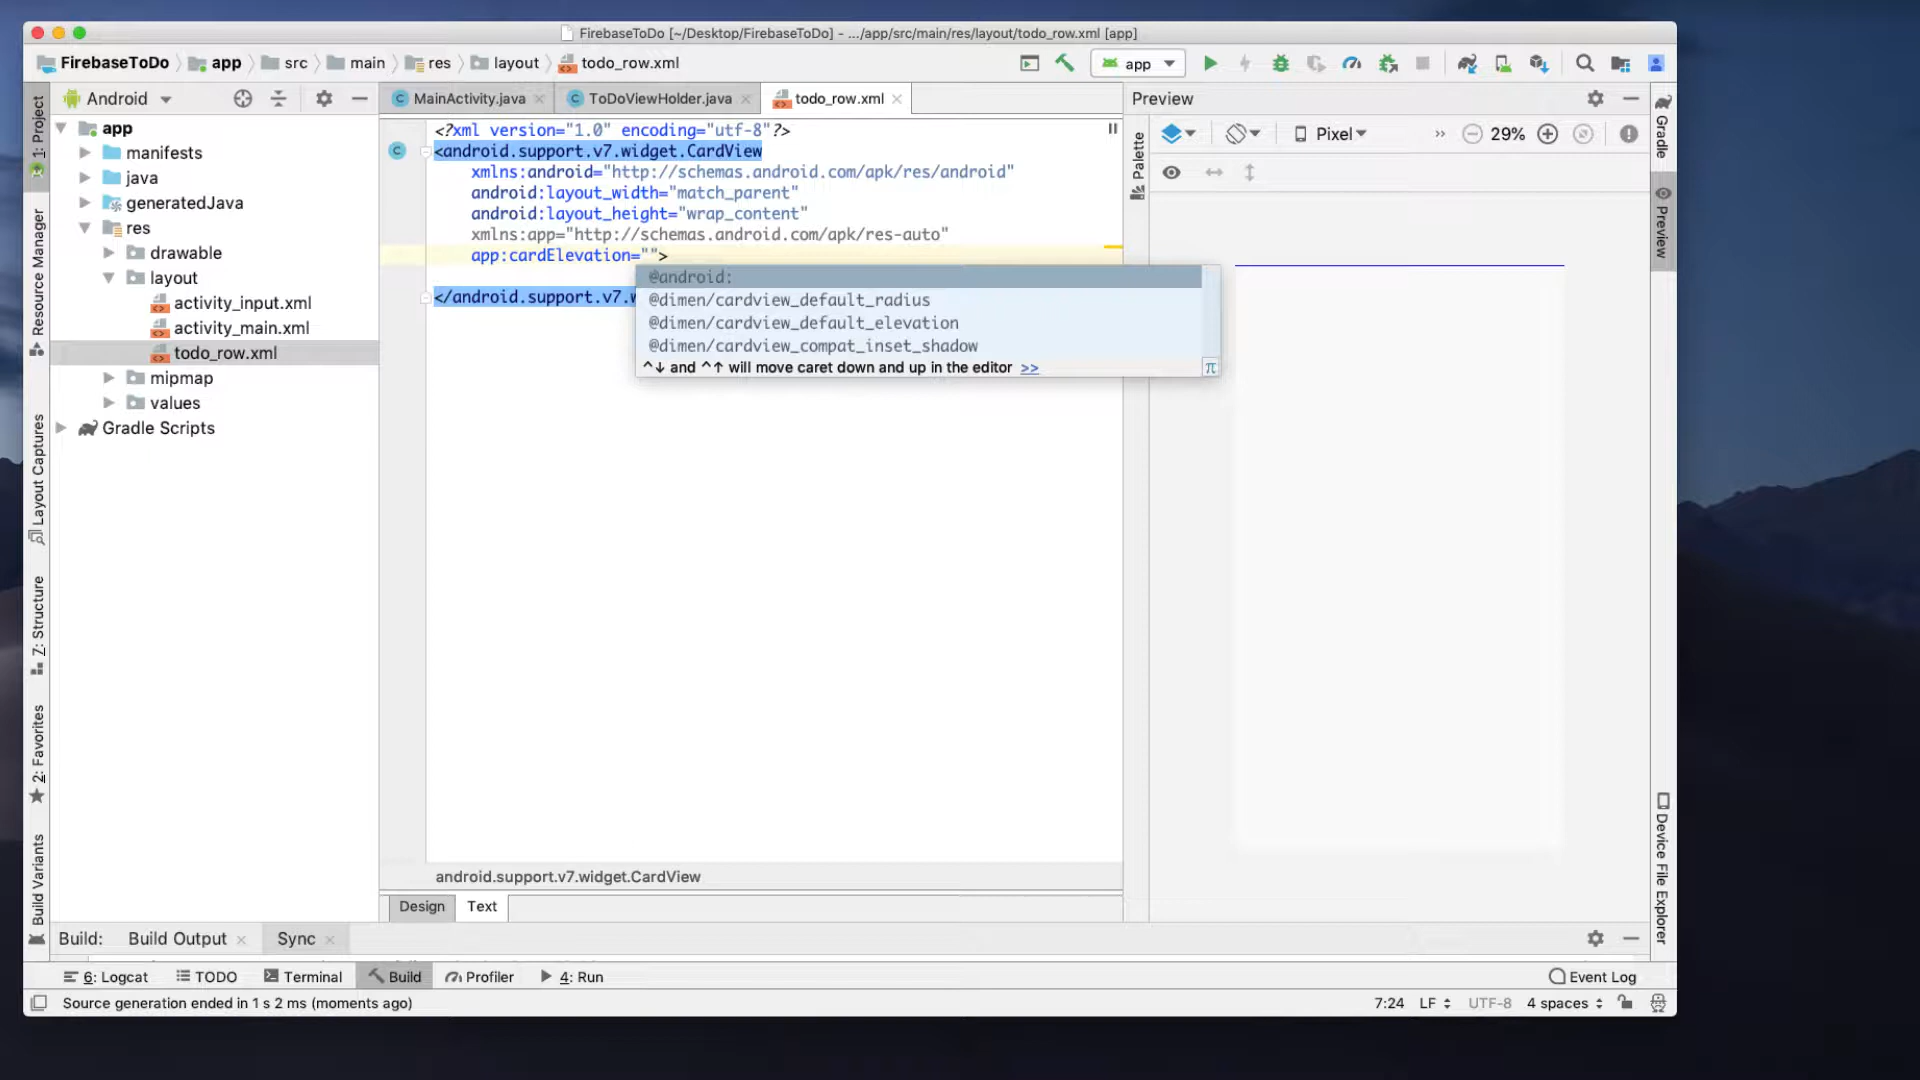 FirebaseToDo [~/Desktop/FirebaseToDo] - .../app/src/main/res/layout/todo_row.xml [app]
FirebaseToDo app src main res layout todo_row.xml app
Android
MainActivity.java ToDoViewHolder.java todo_row.xml
Preview
1: Project
Resource Manager
Layout Captures
7: Structure
2: Favorites
Build Variants
app
manifests
java
generatedJava
res
drawable
layout
activity_input.xml
activity_main.xml
todo_row.xml
mipmap
values
Gradle Scripts
<?xml version="1.0" encoding="utf-8"?>
<android.support.v7.widget.CardView
xmlns:android="http://schemas.android.com/apk/res/android"
android:layout_width="match_parent"
android:layout_height="wrap_content"
xmlns:app="http://schemas.android.com/apk/res-auto"
app:cardElevation="">
</android.support.v7.w
@android:
@dimen/cardview_default_radius
@dimen/cardview_default_elevation
@dimen/cardview_compat_inset_shadow
^↓ and ^↑ will move caret down and up in the editor >>
π
android.support.v7.widget.CardView
Design Text
Palette
Pixel
»
29%
Gradle
Preview
Device File Explorer
Build: Build Output Sync
6: Logcat TODO Terminal Build Profiler 4: Run Event Log
Source generation ended in 1 s 2 ms (moments ago) 7:24 LF UTF-8 4 spaces